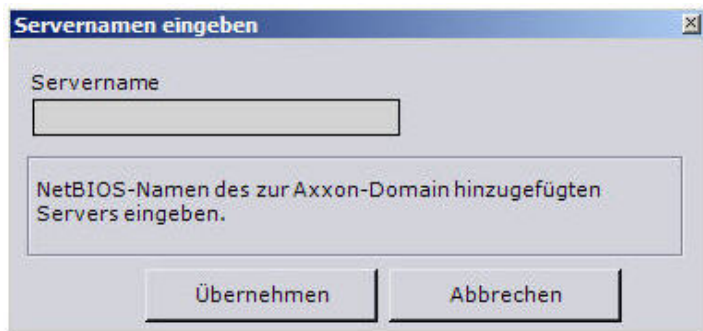 Servernamen eingeben
Servername
NetBIOS-Namen des zur Axxon-Domain hinzugefügten
Servers eingeben.
Übernehmen
Abbrechen